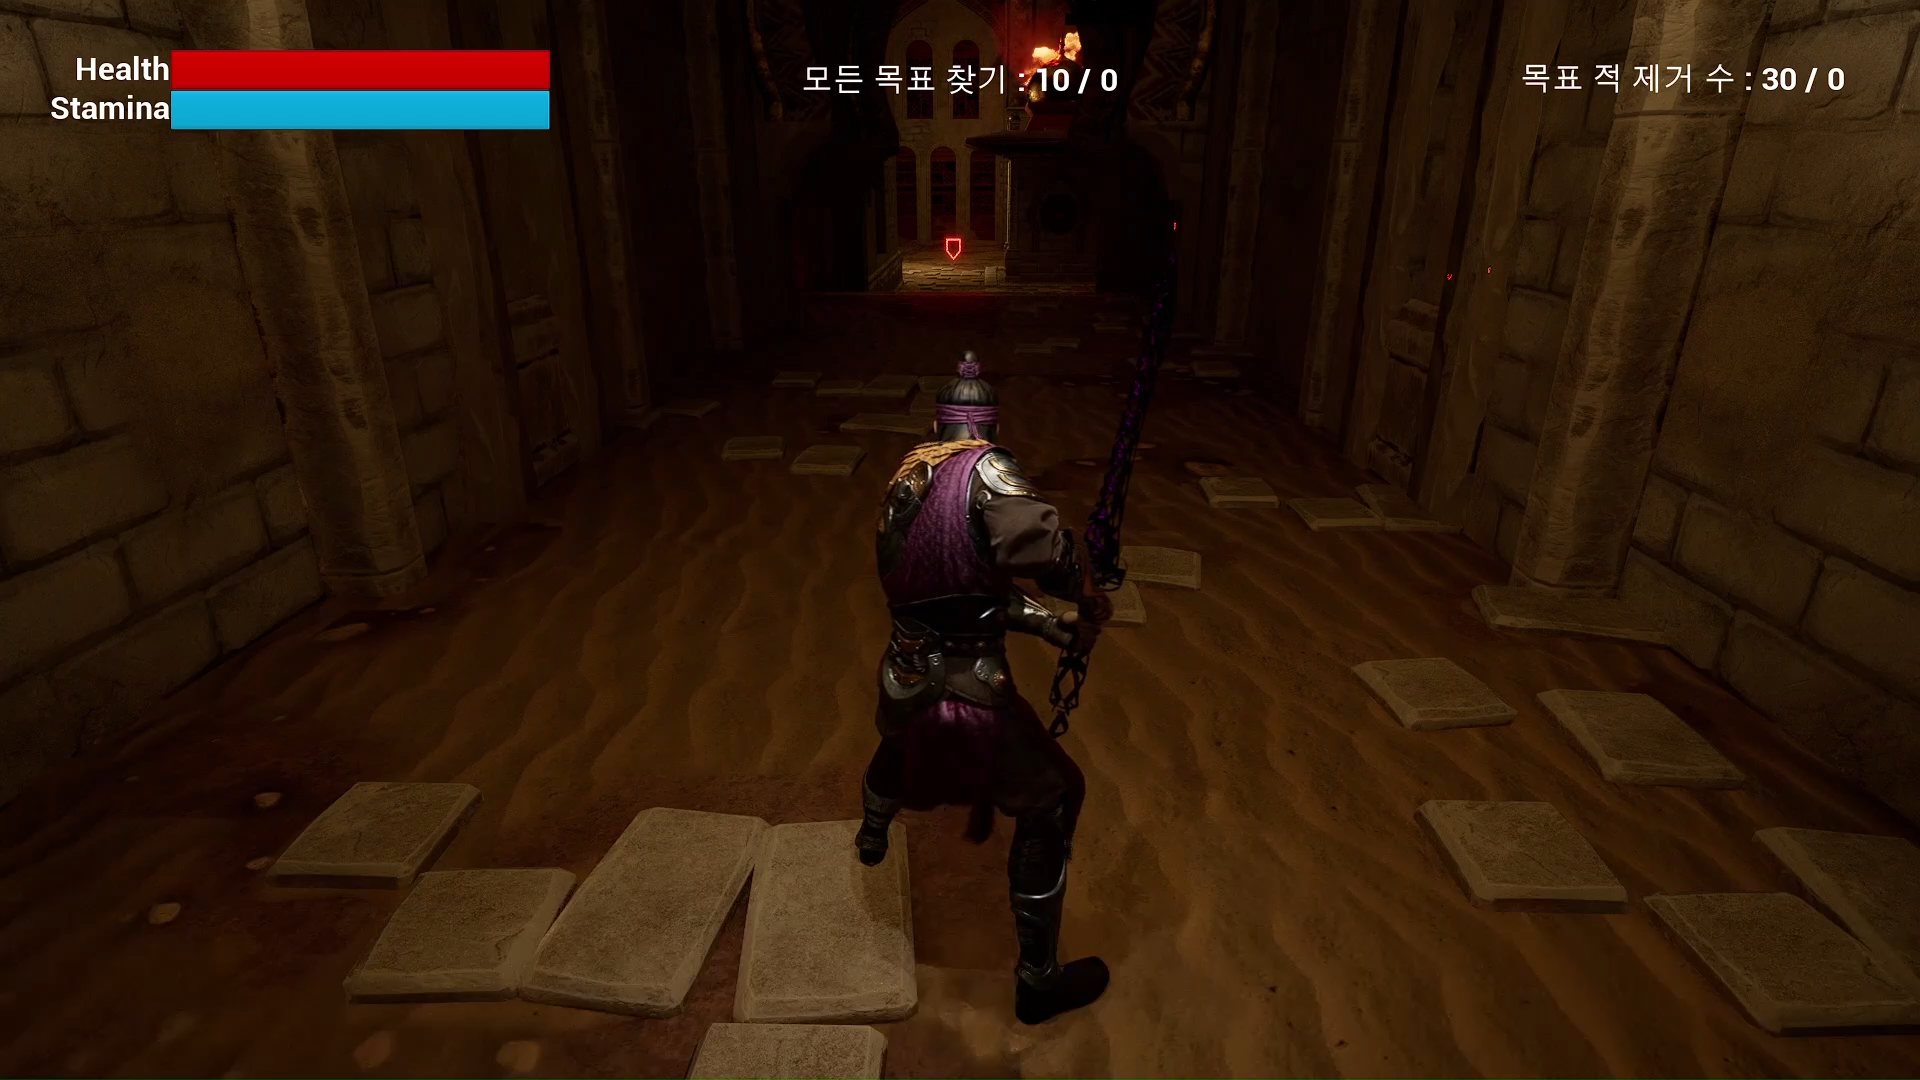 Health
Stamina
모든 목표 찾기 : 10 / 0
목표 적 제거 수 : 30 / 0